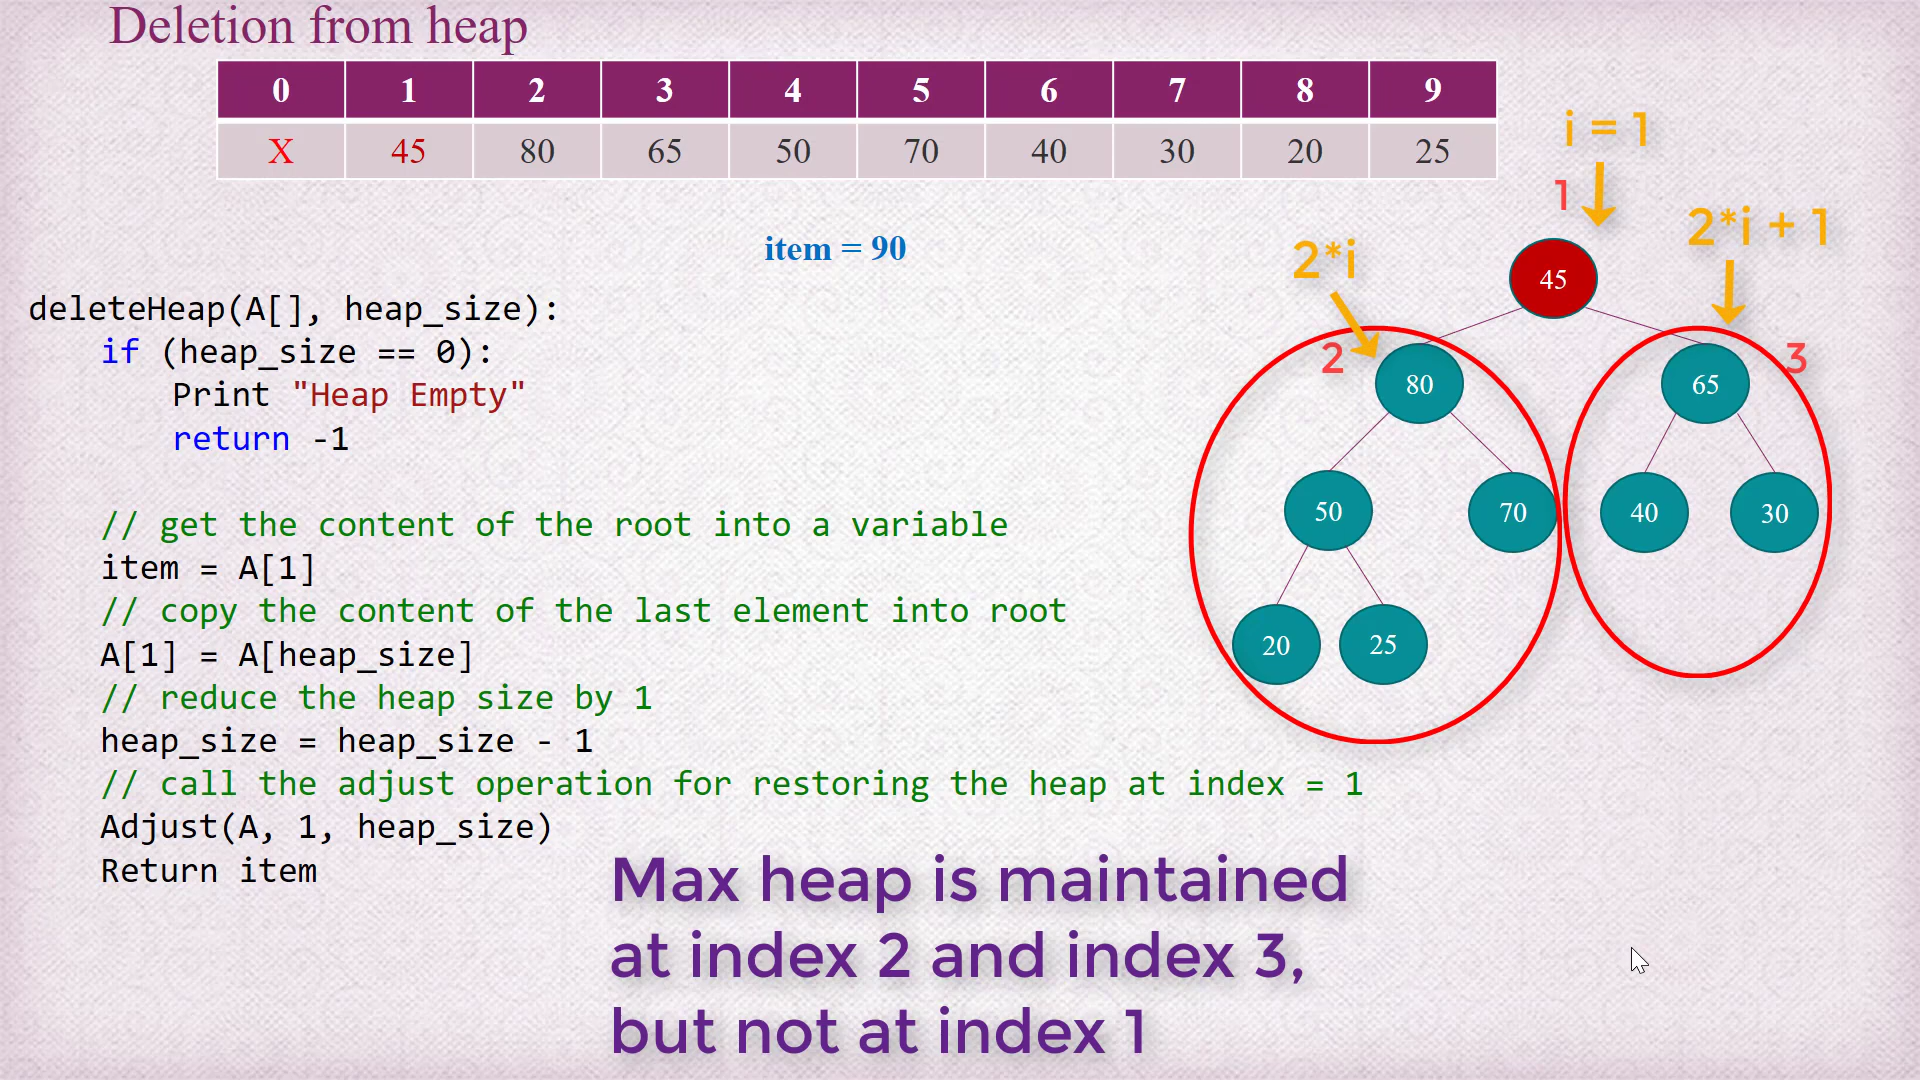 Deletion from heap
0 1 2 3 4 5 6 7 8 9
X 45 80 65 50 70 40 30 20 25
i = 1
1
2*i + 1
item = 90
2*i
45
deleteHeap(A[], heap_size):
if (heap_size == 0):
2
3
80
65
Print "Heap Empty"
return -1
50
70
40
30
// get the content of the root into a variable
item = A[1]
// copy the content of the last element into root
20
25
A[1] = A[heap_size]
// reduce the heap size by 1
heap_size = heap_size - 1
// call the adjust operation for restoring the heap at index = 1
Adjust(A, 1, heap_size)
Return item
Max heap is maintained
at index 2 and index 3,
but not at index 1